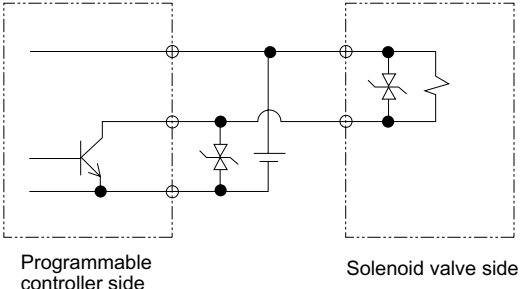 Programmable
controller side
Solenoid valve side